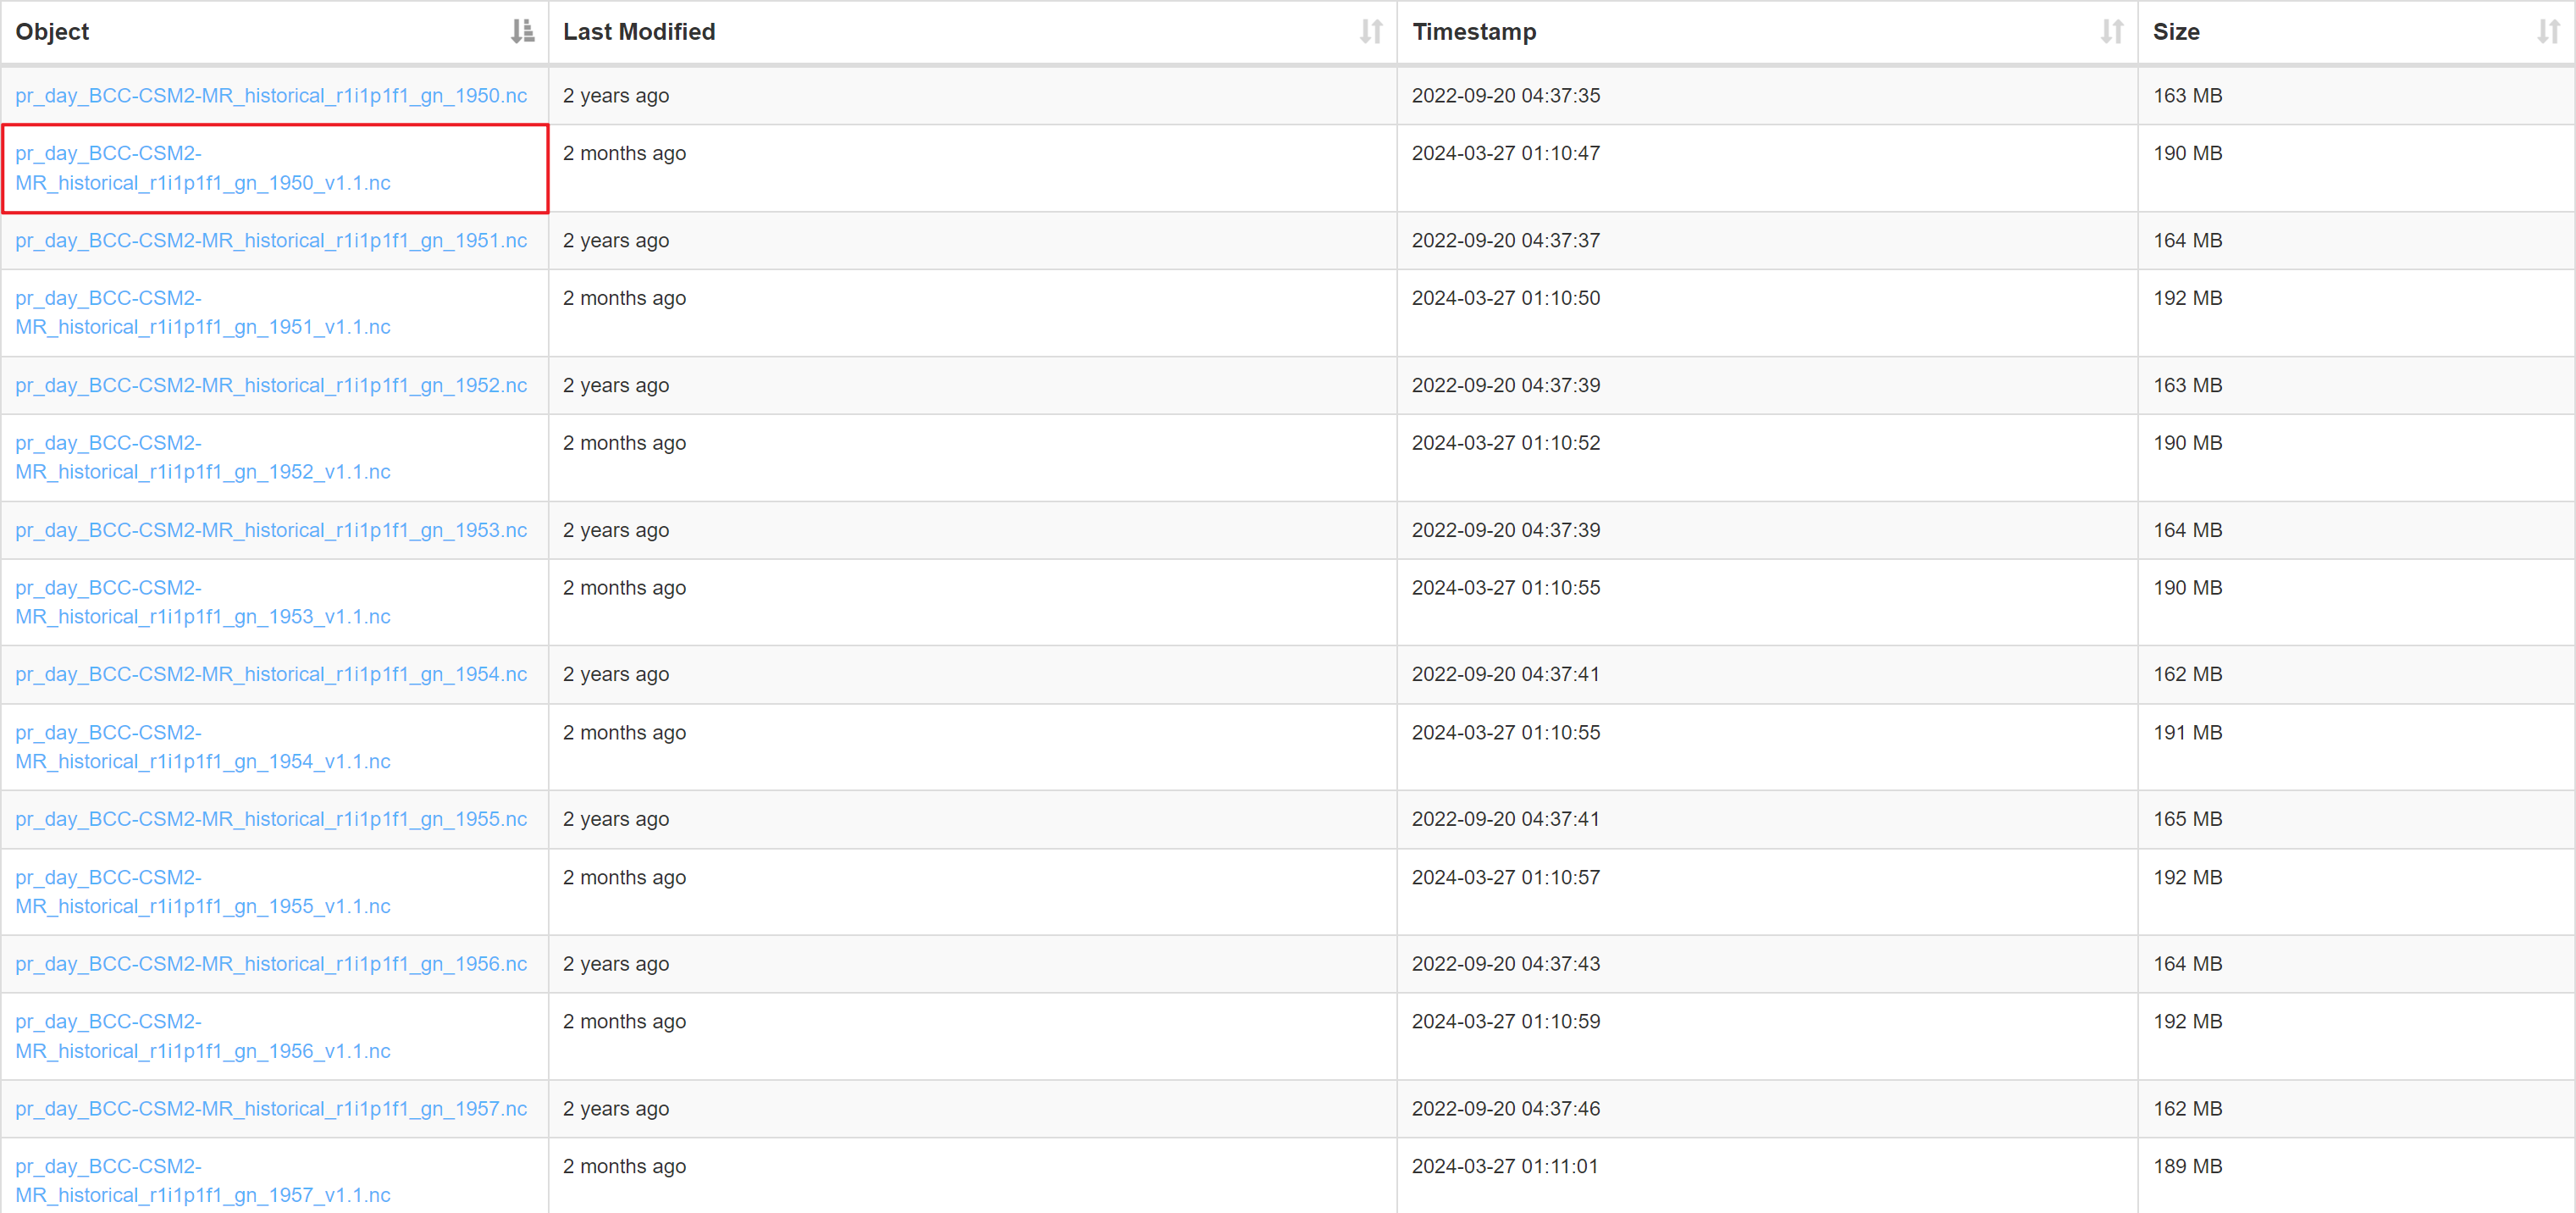 Object Last Modified Timestamp Size
pr_day_BCC-CSM2-MR_historical_r1i1p1f1_gn_1950.nc 2 years ago 2022-09-20 04:37:35 163 MB
pr_day_BCC-CSM2- 2 months ago 2024-03-27 01:10:47 190 MB
MR_historical_r1i1p1f1_gn_1950_v1.1.nc
pr_day_BCC-CSM2-MR_historical_r1i1p1f1_gn_1951.nc 2 years ago 2022-09-20 04:37:37 164 MB
pr_day_BCC-CSM2- 2 months ago 2024-03-27 01:10:50 192 MB
MR_historical_r1i1p1f1_gn_1951_v1.1.nc
pr_day_BCC-CSM2-MR_historical_r1i1p1f1_gn_1952.nc 2 years ago 2022-09-20 04:37:39 163 MB
pr_day_BCC-CSM2- 2 months ago 2024-03-27 01:10:52 190 MB
MR_historical_r1i1p1f1_gn_1952_v1.1.nc
pr_day_BCC-CSM2-MR_historical_r1i1p1f1_gn_1953.nc 2 years ago 2022-09-20 04:37:39 164 MB
pr_day_BCC-CSM2- 2 months ago 2024-03-27 01:10:55 190 MB
MR_historical_r1i1p1f1_gn_1953_v1.1.nc
pr_day_BCC-CSM2-MR_historical_r1i1p1f1_gn_1954.nc 2 years ago 2022-09-20 04:37:41 162 MB
pr_day_BCC-CSM2- 2 months ago 2024-03-27 01:10:55 191 MB
MR_historical_r1i1p1f1_gn_1954_v1.1.nc
pr_day_BCC-CSM2-MR_historical_r1i1p1f1_gn_1955.nc 2 years ago 2022-09-20 04:37:41 165 MB
pr_day_BCC-CSM2- 2 months ago 2024-03-27 01:10:57 192 MB
MR_historical_r1i1p1f1_gn_1955_v1.1.nc
pr_day_BCC-CSM2-MR_historical_r1i1p1f1_gn_1956.nc 2 years ago 2022-09-20 04:37:43 164 MB
pr_day_BCC-CSM2- 2 months ago 2024-03-27 01:10:59 192 MB
MR_historical_r1i1p1f1_gn_1956_v1.1.nc
pr_day_BCC-CSM2-MR_historical_r1i1p1f1_gn_1957.nc 2 years ago 2022-09-20 04:37:46 162 MB
pr_day_BCC-CSM2- 2 months ago 2024-03-27 01:11:01 189 MB
MR_historical_r1i1p1f1_gn_1957_v1.1.nc